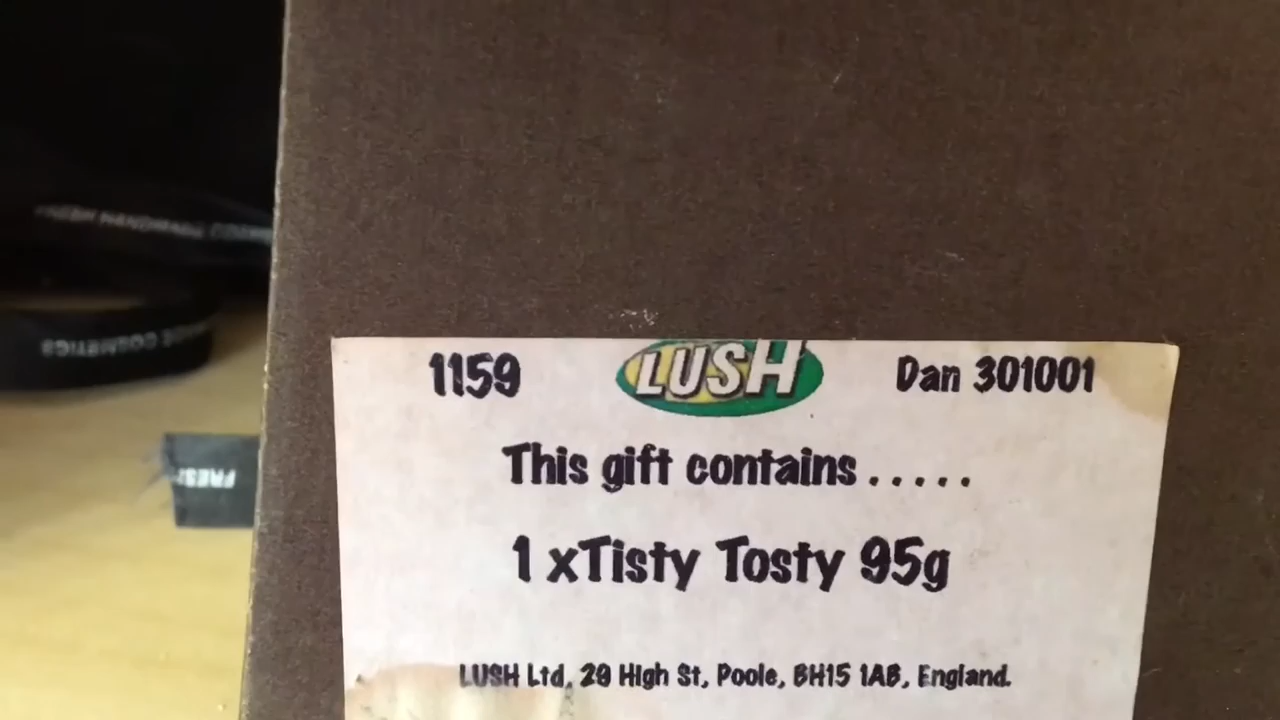 1159 LUSH Dan 301001
This gift contains.....
1 xTisty Tosty 95g
LUSH Ltd, 29 High St, Poole, BH15 1AB, England.
COSMETICS